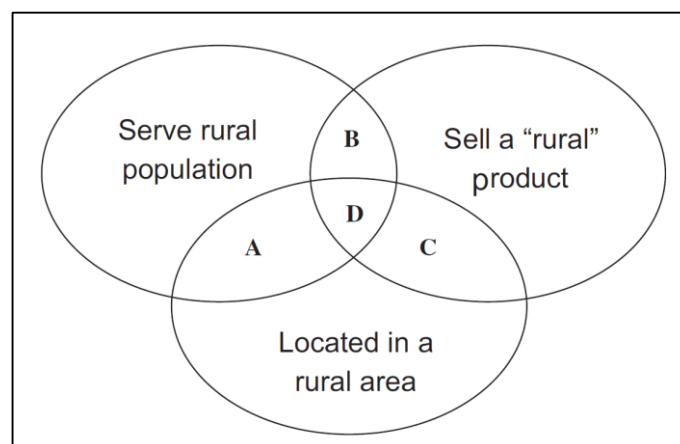 Serve rural
population
B
Sell a “rural”
product
D
A
C
Located in a
rural area